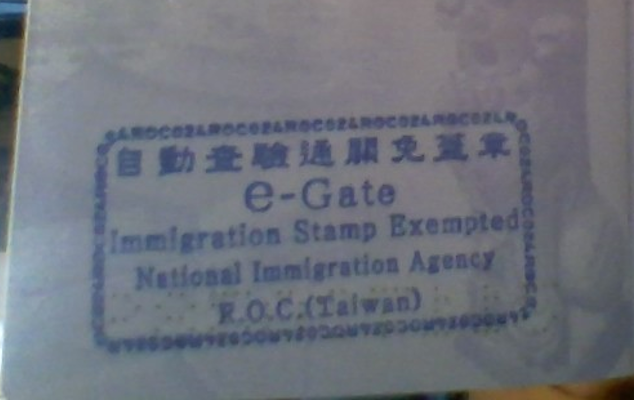 自動查驗通關免蓋章
e-Gate
Immigration Stamp Exempted
National Immigration Agency
R.O.C.(Taiwan)